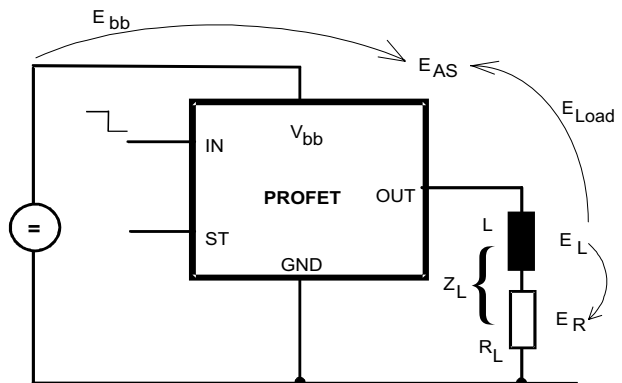 E bb
E AS
E Load
IN
V bb
PROFET
OUT
ST
GND
=
L
E L
Z L
{
E R
R L